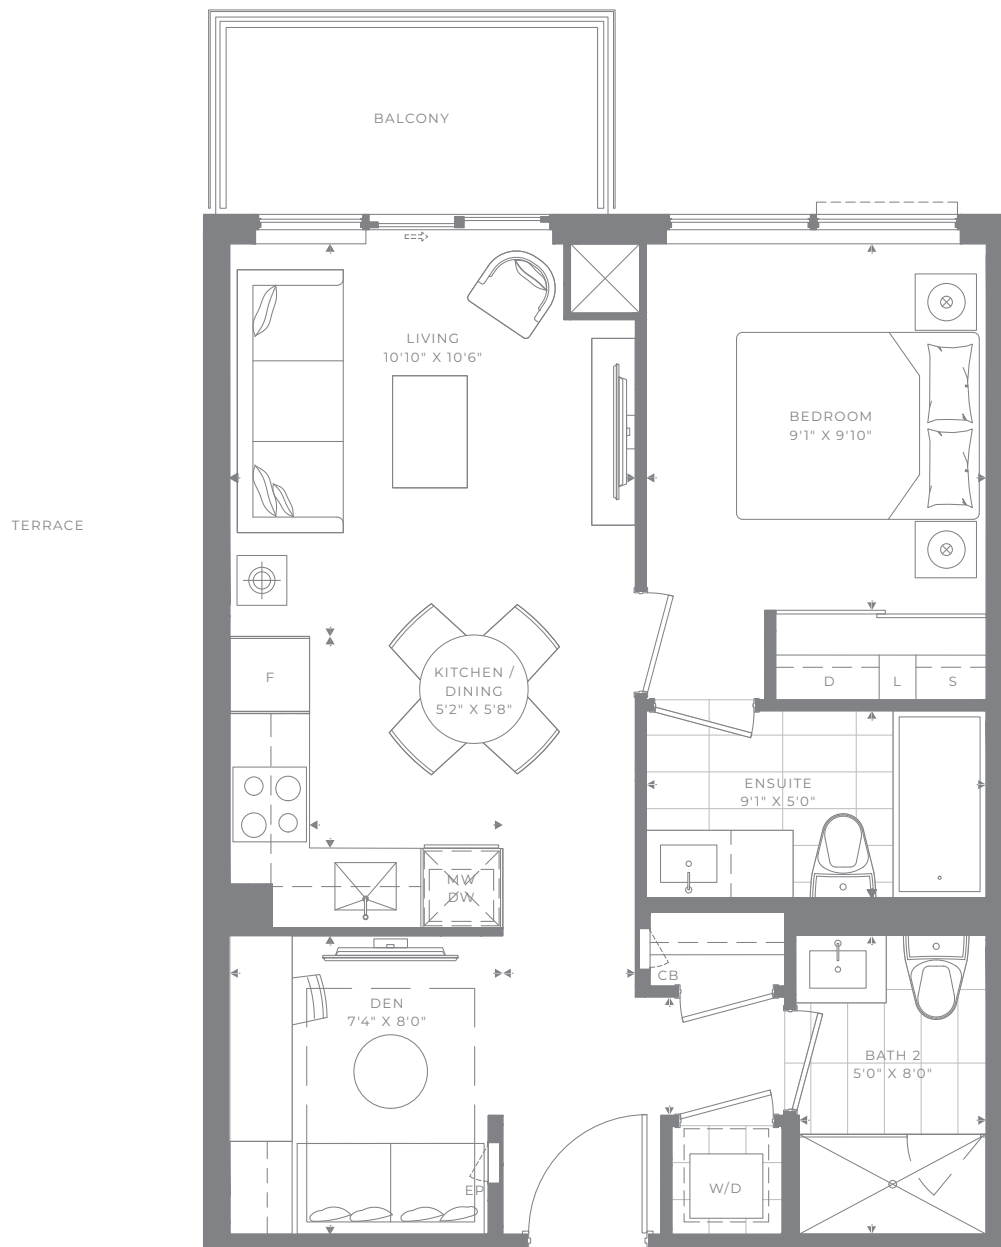 BALCONY
LIVING
10'10" X 10'6"
BEDROOM
9'1" X 9'10"
TERRACE
F
KITCHEN /
DINING
5'2" X 5'8"
D
L
S
ENSUITE
9'1" X 5'0"
MW
DW
CB
DEN
7'4" X 8'0"
BATH 2
5'0" X 8'0"
EP
W/D